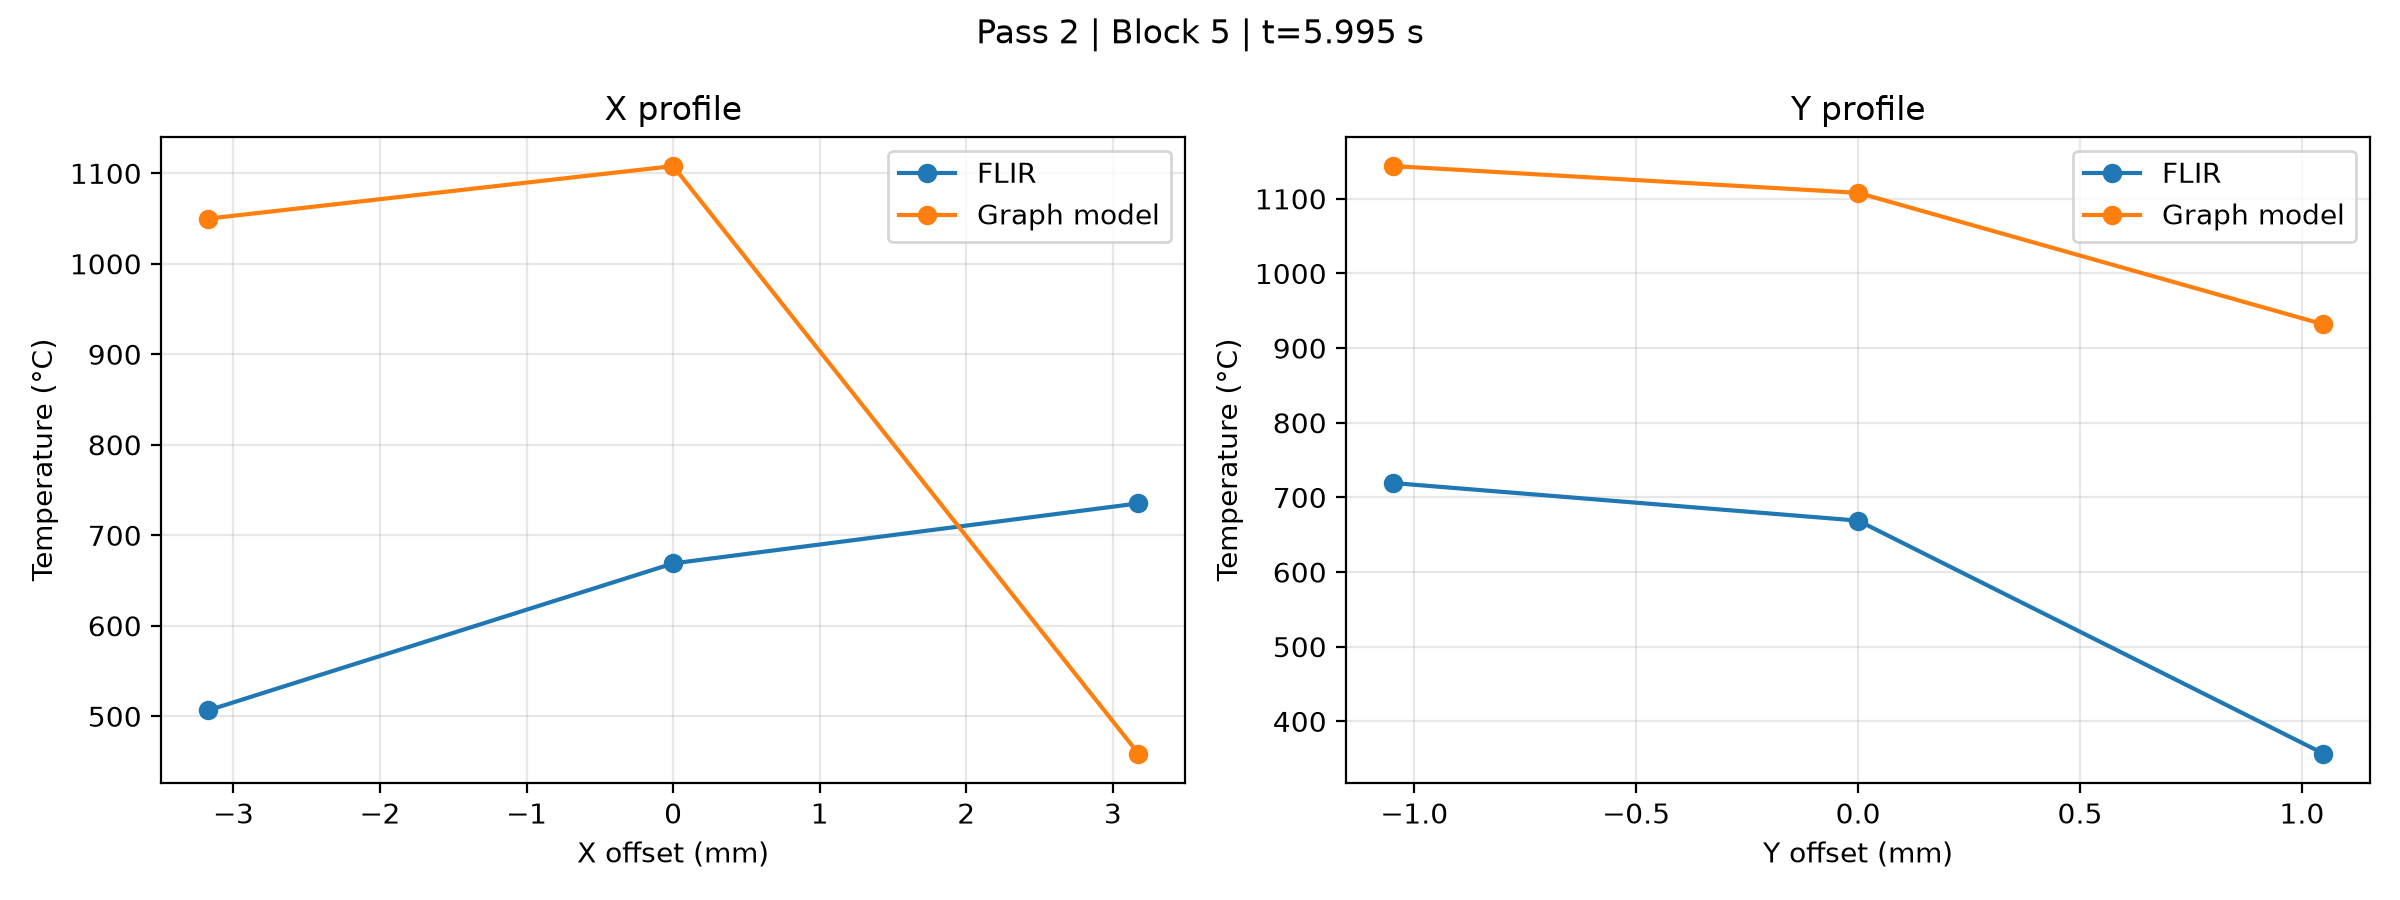 Pass 2 | Block 5 | t=5.995 s
X profile
FLIR
Graph model
1100
1000
900
800
700
600
500
Temperature (°C)
−3
−2
−1
0
1
2
3
X offset (mm)
Y profile
FLIR
Graph model
1100
1000
900
800
700
600
500
400
Temperature (°C)
−1.0
−0.5
0.0
0.5
1.0
Y offset (mm)